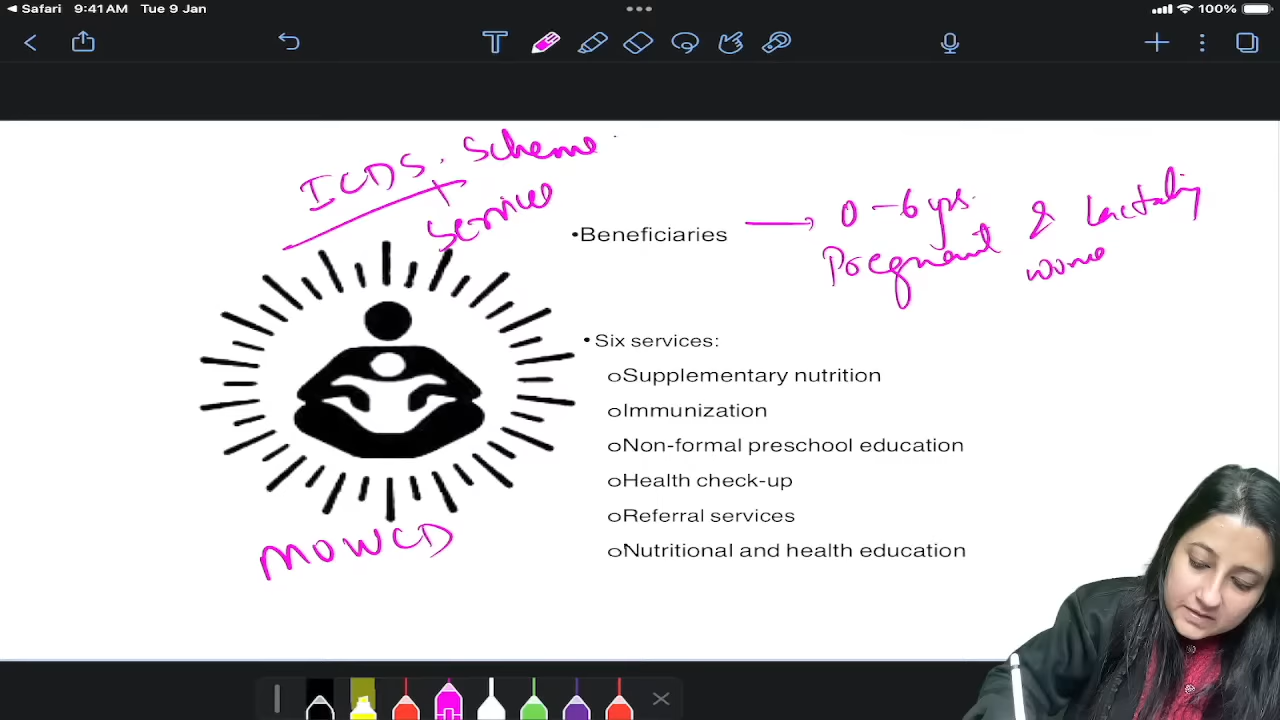 Safari 9:41 AM Tue 9 Jan 100%
T
ICDS. Scheme
Services
•Beneficiaries → 0-6 yrs.
Pregnant & Lactating
wome
• Six services:
oSupplementary nutrition
oImmunization
oNon-formal preschool education
oHealth check-up
oReferral services
oNutritional and health education
MOWCD